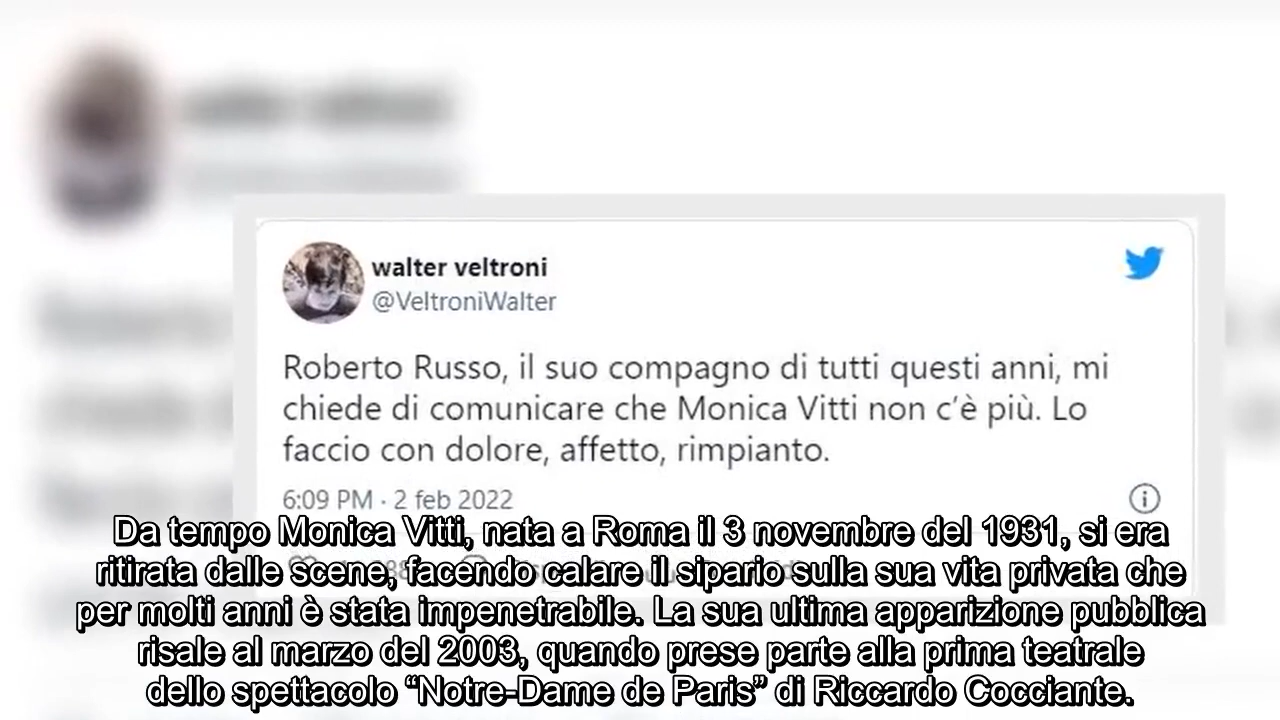 walter veltroni
@VeltroniWalter
Roberto Russo, il suo compagno di tutti questi anni, mi
chiede di comunicare che Monica Vitti non c'è più. Lo
faccio con dolore, affetto, rimpianto.
6:09 PM · 2 feb 2022
Da tempo Monica Vitti, nata a Roma il 3 novembre del 1931, si era
ritirata dalle scene, facendo calare il sipario sulla sua vita privata che
per molti anni è stata impenetrabile. La sua ultima apparizione pubblica
risale al marzo del 2003, quando prese parte alla prima teatrale
dello spettacolo “Notre-Dame de Paris” di Riccardo Cocciante.